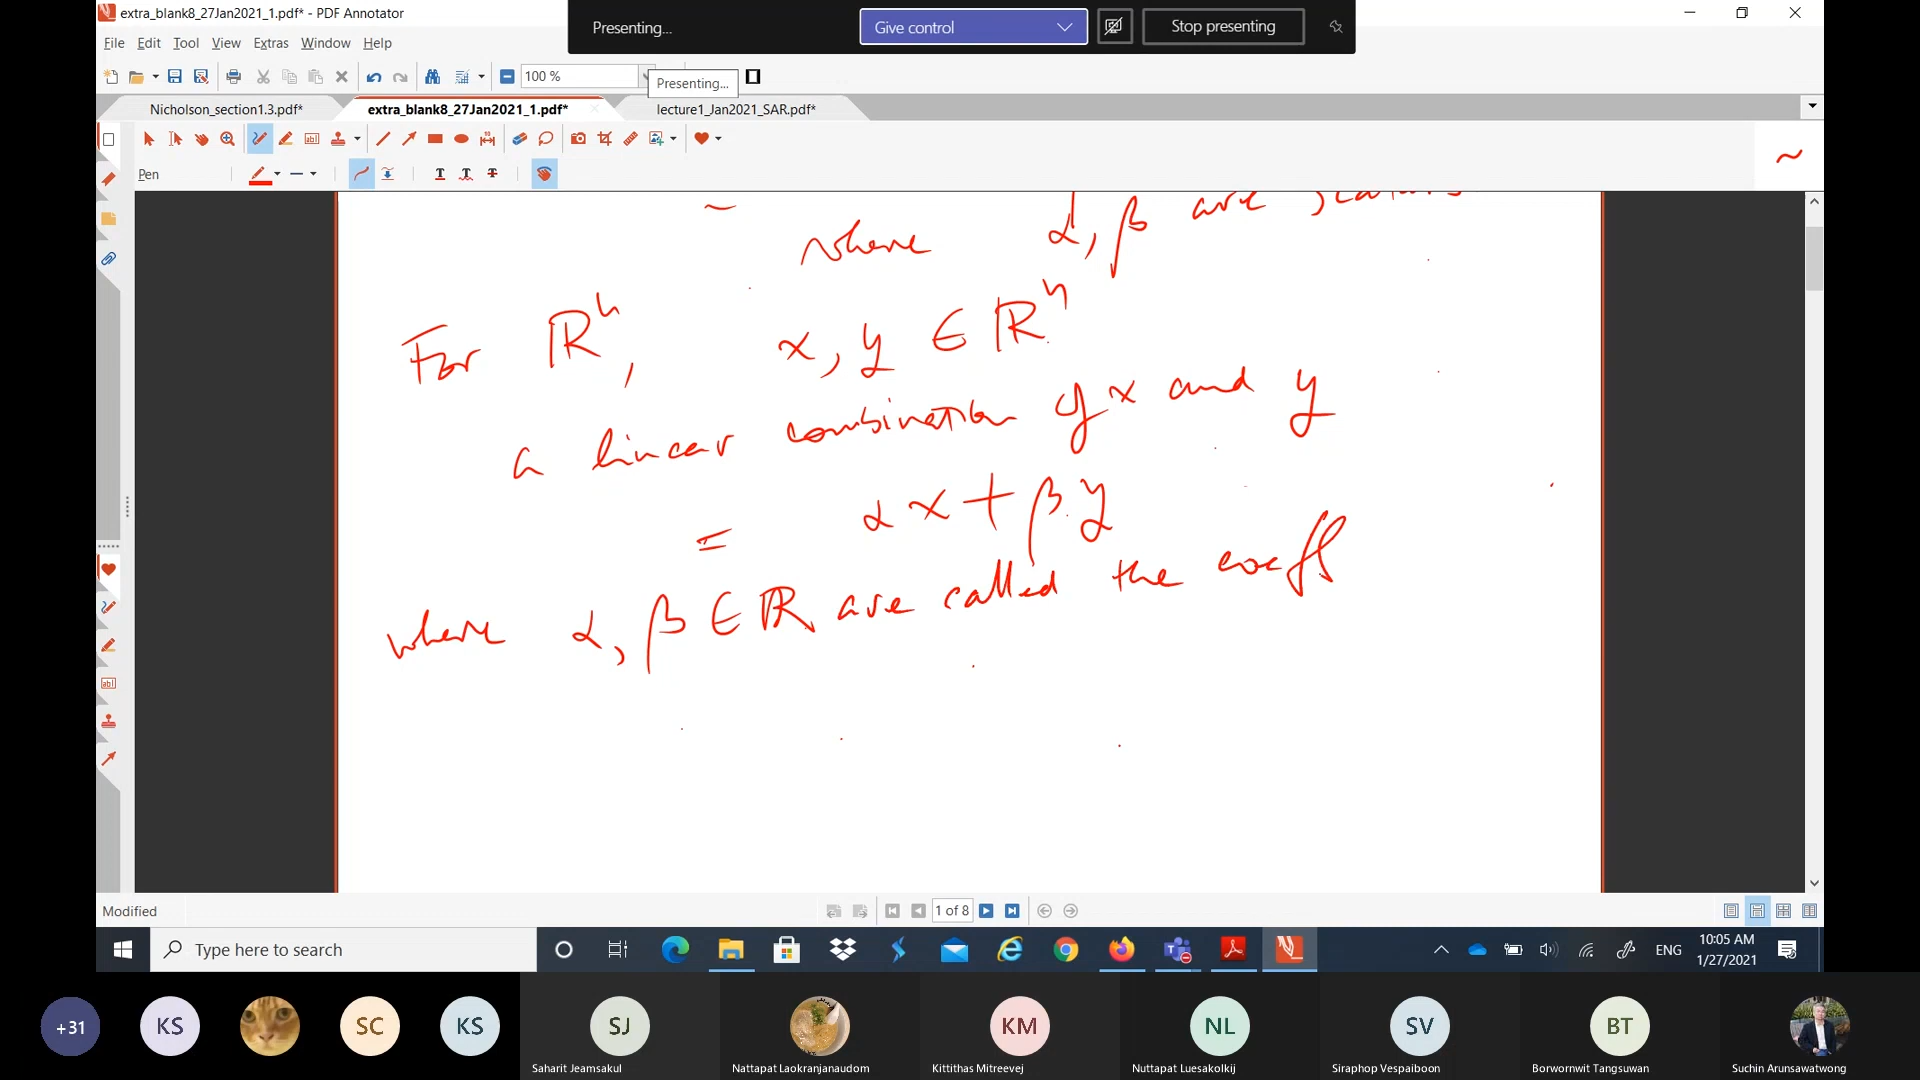 extra_blank8_27Jan2021_1.pdf* - PDF Annotator
Presenting...
Give control
Stop presenting
File Edit Tool View Extras Window Help
100 %
Presenting...
Nicholson_section1.3.pdf*
extra_blank8_27Jan2021_1.pdf*
lecture1_Jan2021_SAR.pdf*
Pen
where α, β are scalars
For ℝⁿ, x, y ∈ ℝⁿ
a linear combination of x and y
= αx + βy
where α, β ∈ ℝ are called the coeff
Modified
1 of 8
Type here to search
ENG
10:05 AM
1/27/2021
+31
KS
SC
KS
SJ
KM
NL
SV
BT
Saharit Jeamsakul
Nattapat Laokranjanaudom
Kittithas Mitreevej
Nuttapat Luesakolkij
Siraphop Vespaiboon
Borwornwit Tangsuwan
Suchin Arunsawatwong